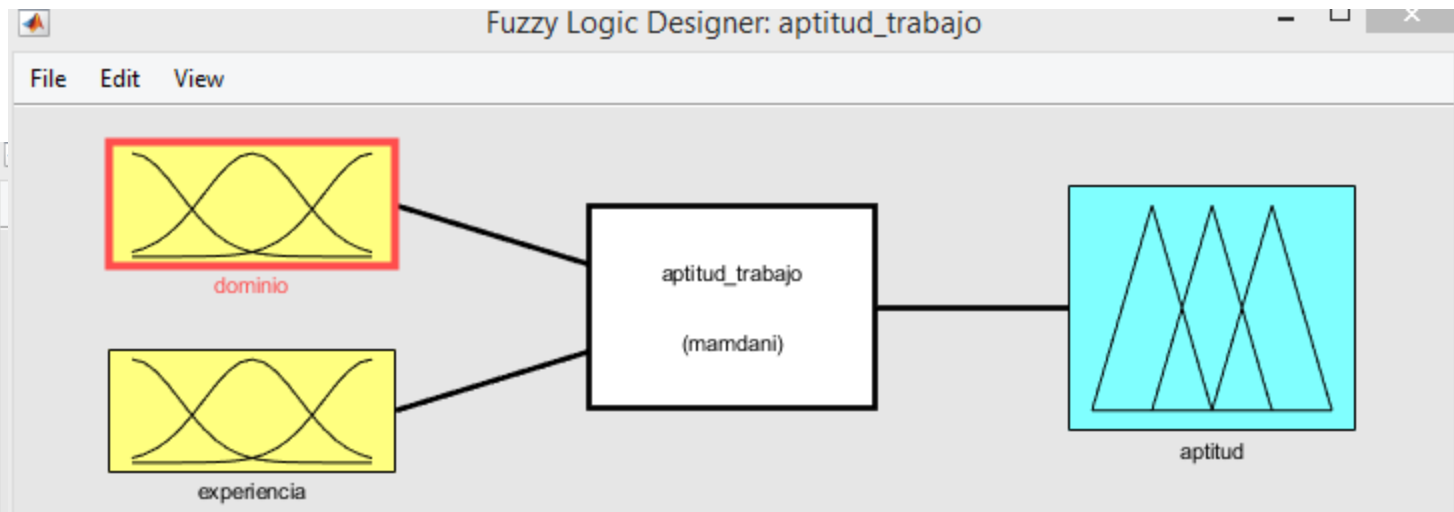 Fuzzy Logic Designer: aptitud_trabajo
File Edit View
dominio
experiencia
aptitud_trabajo
(mamdani)
aptitud